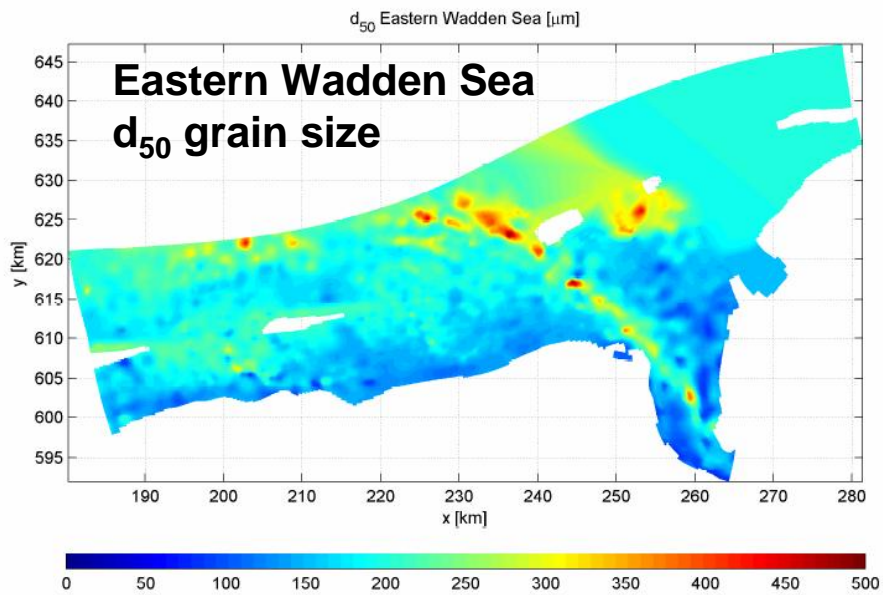 d50 Eastern Wadden Sea [μm]
Eastern Wadden Sea
d50 grain size
645
640
635
630
625
620
615
610
605
600
595
y [km]
190 200 210 220 230 240 250 260 270 280
x [km]
0 50 100 150 200 250 300 350 400 450 500